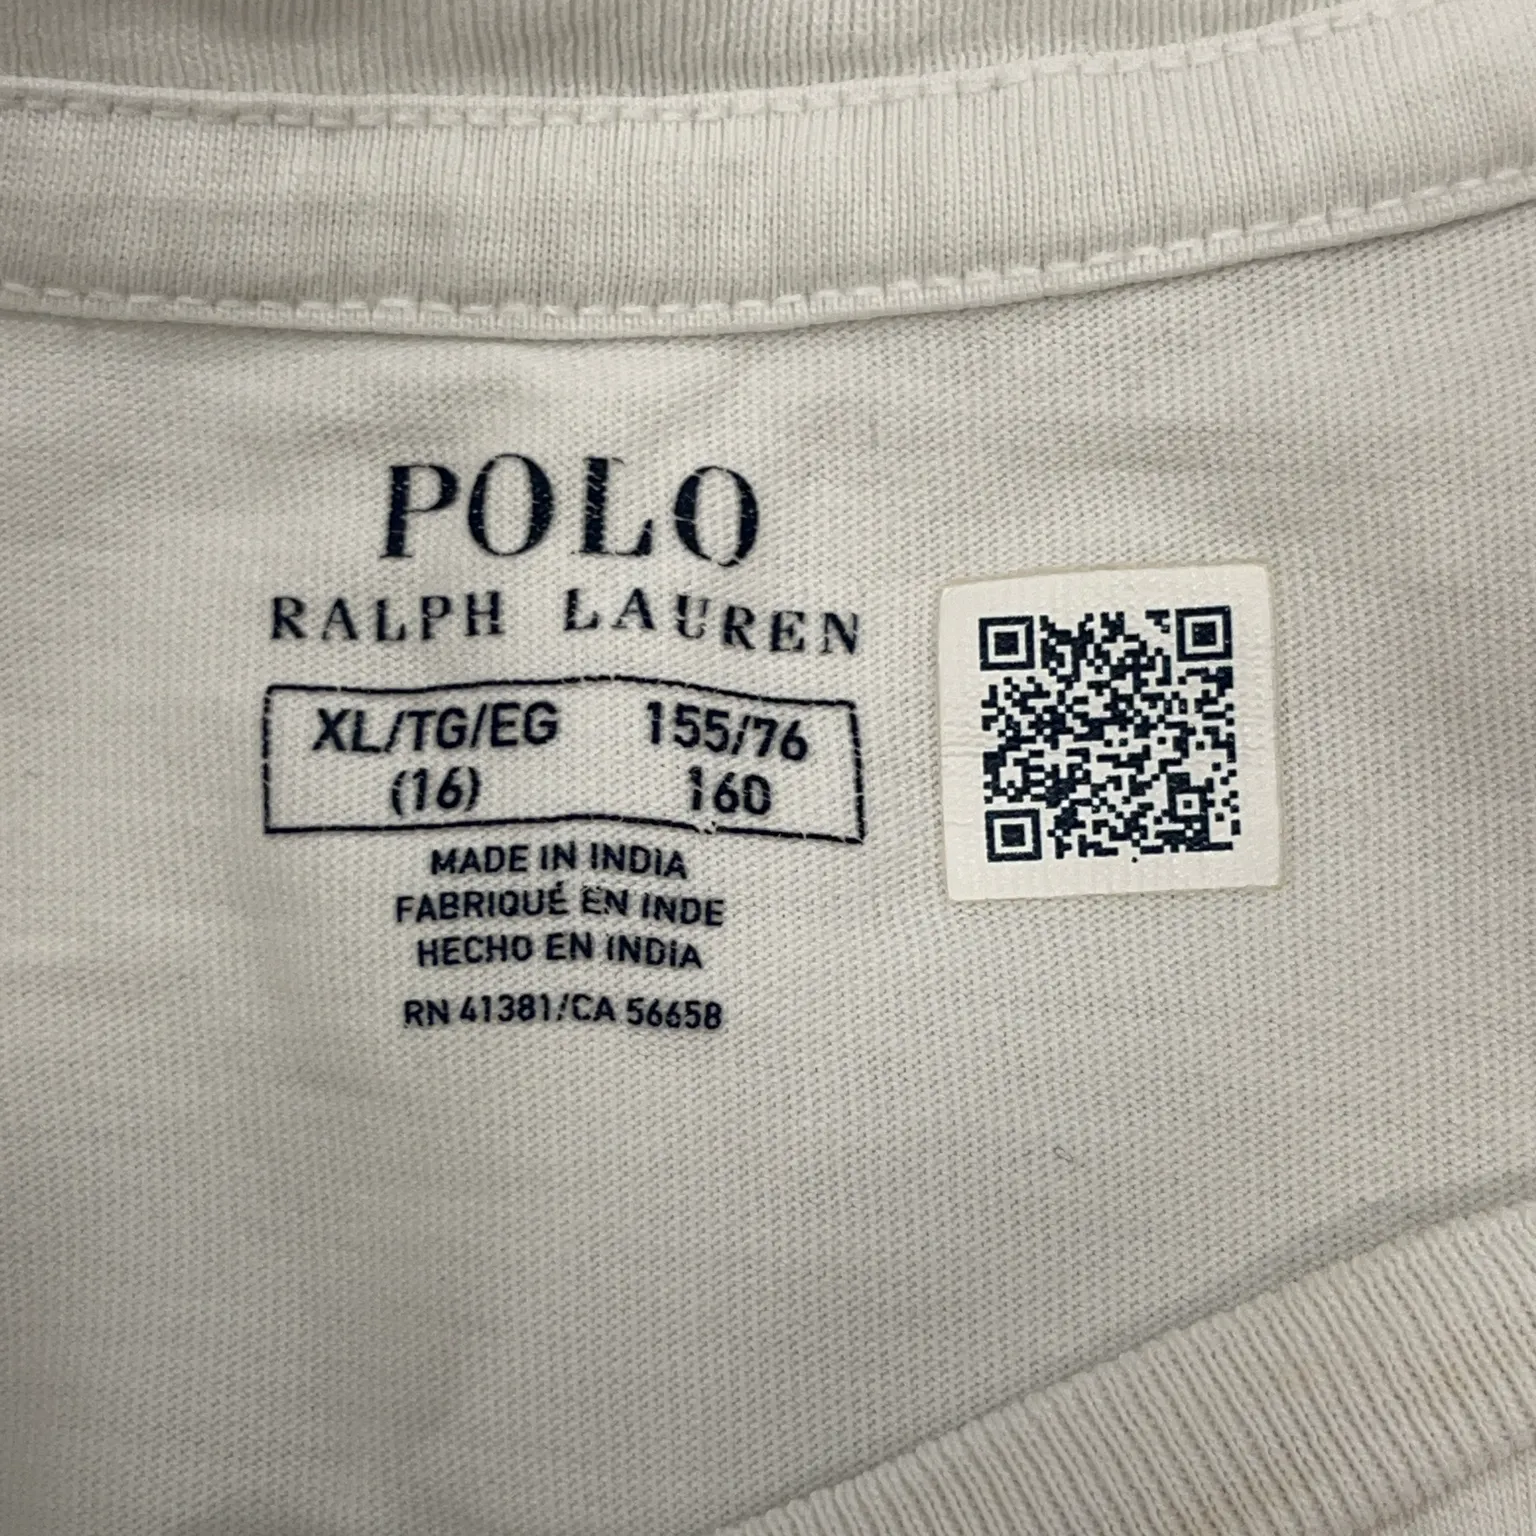 POLO
RALPH LAUREN
XL/TG/EG 155/76
(16) 160
MADE IN INDIA
FABRIQUÉ EN INDE
HECHO EN INDIA
RN 41381/CA 56658